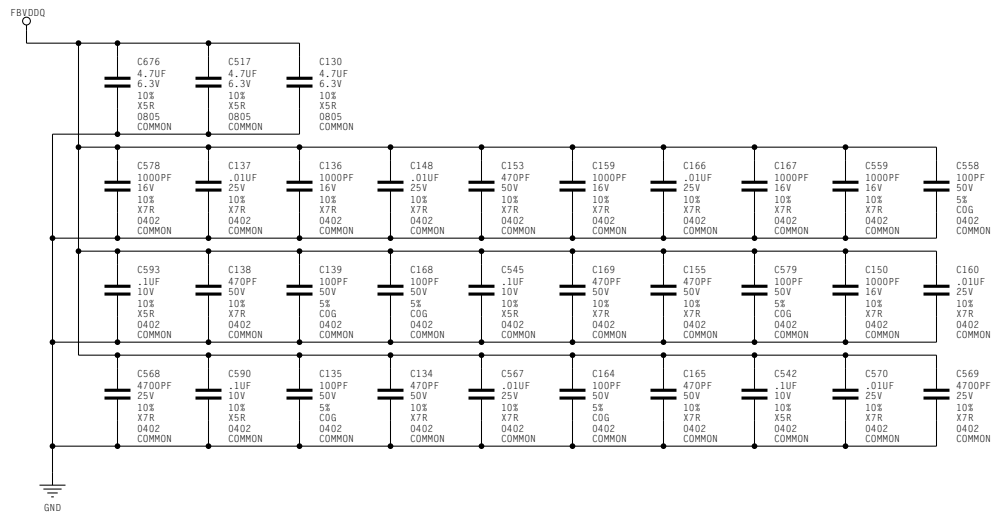 FBVDDQ
C676
4.7UF
6.3V
10%
X5R
0805
COMMON
C517
4.7UF
6.3V
10%
X5R
0805
COMMON
C130
4.7UF
6.3V
10%
X5R
0805
COMMON
C578
1000PF
16V
10%
X7R
0402
COMMON
C137
.01UF
25V
10%
X7R
0402
COMMON
C136
1000PF
16V
10%
X7R
0402
COMMON
C148
.01UF
25V
10%
X7R
0402
COMMON
C153
470PF
50V
10%
X7R
0402
COMMON
C159
1000PF
16V
10%
X7R
0402
COMMON
C166
.01UF
25V
10%
X7R
0402
COMMON
C167
1000PF
16V
10%
X7R
0402
COMMON
C559
1000PF
16V
10%
X7R
0402
COMMON
C558
100PF
50V
5%
COG
0402
COMMON
C593
.1UF
10V
10%
X5R
0402
COMMON
C138
470PF
50V
10%
X7R
0402
COMMON
C139
100PF
50V
5%
COG
0402
COMMON
C168
100PF
50V
5%
COG
0402
COMMON
C545
.1UF
10V
10%
X5R
0402
COMMON
C169
470PF
50V
10%
X7R
0402
COMMON
C155
470PF
50V
10%
X7R
0402
COMMON
C579
100PF
50V
5%
COG
0402
COMMON
C150
1000PF
16V
10%
X7R
0402
COMMON
C160
.01UF
25V
10%
X7R
0402
COMMON
C568
4700PF
25V
10%
X7R
0402
COMMON
C590
.1UF
10V
10%
X5R
0402
COMMON
C135
100PF
50V
5%
COG
0402
COMMON
C134
470PF
50V
10%
X7R
0402
COMMON
C567
.01UF
25V
10%
X7R
0402
COMMON
C164
100PF
50V
5%
COG
0402
COMMON
C165
470PF
50V
10%
X7R
0402
COMMON
C542
.1UF
10V
10%
X5R
0402
COMMON
C570
.01UF
25V
10%
X7R
0402
COMMON
C569
4700PF
25V
10%
X7R
0402
COMMON
GND